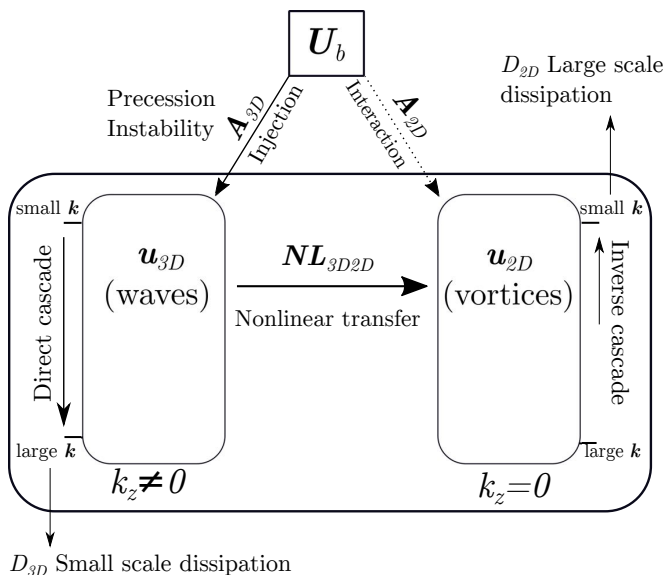 U_b
D_2D Large scale
dissipation
Precession
Instability
A_3D
Injection
A_2D
Interaction
small k
small k
u_3D
(waves)
NL_3D2D
Nonlinear transfer
u_2D
(vortices)
Direct cascade
Inverse cascade
large k
large k
k_z≠0
k_z=0
D_3D Small scale dissipation